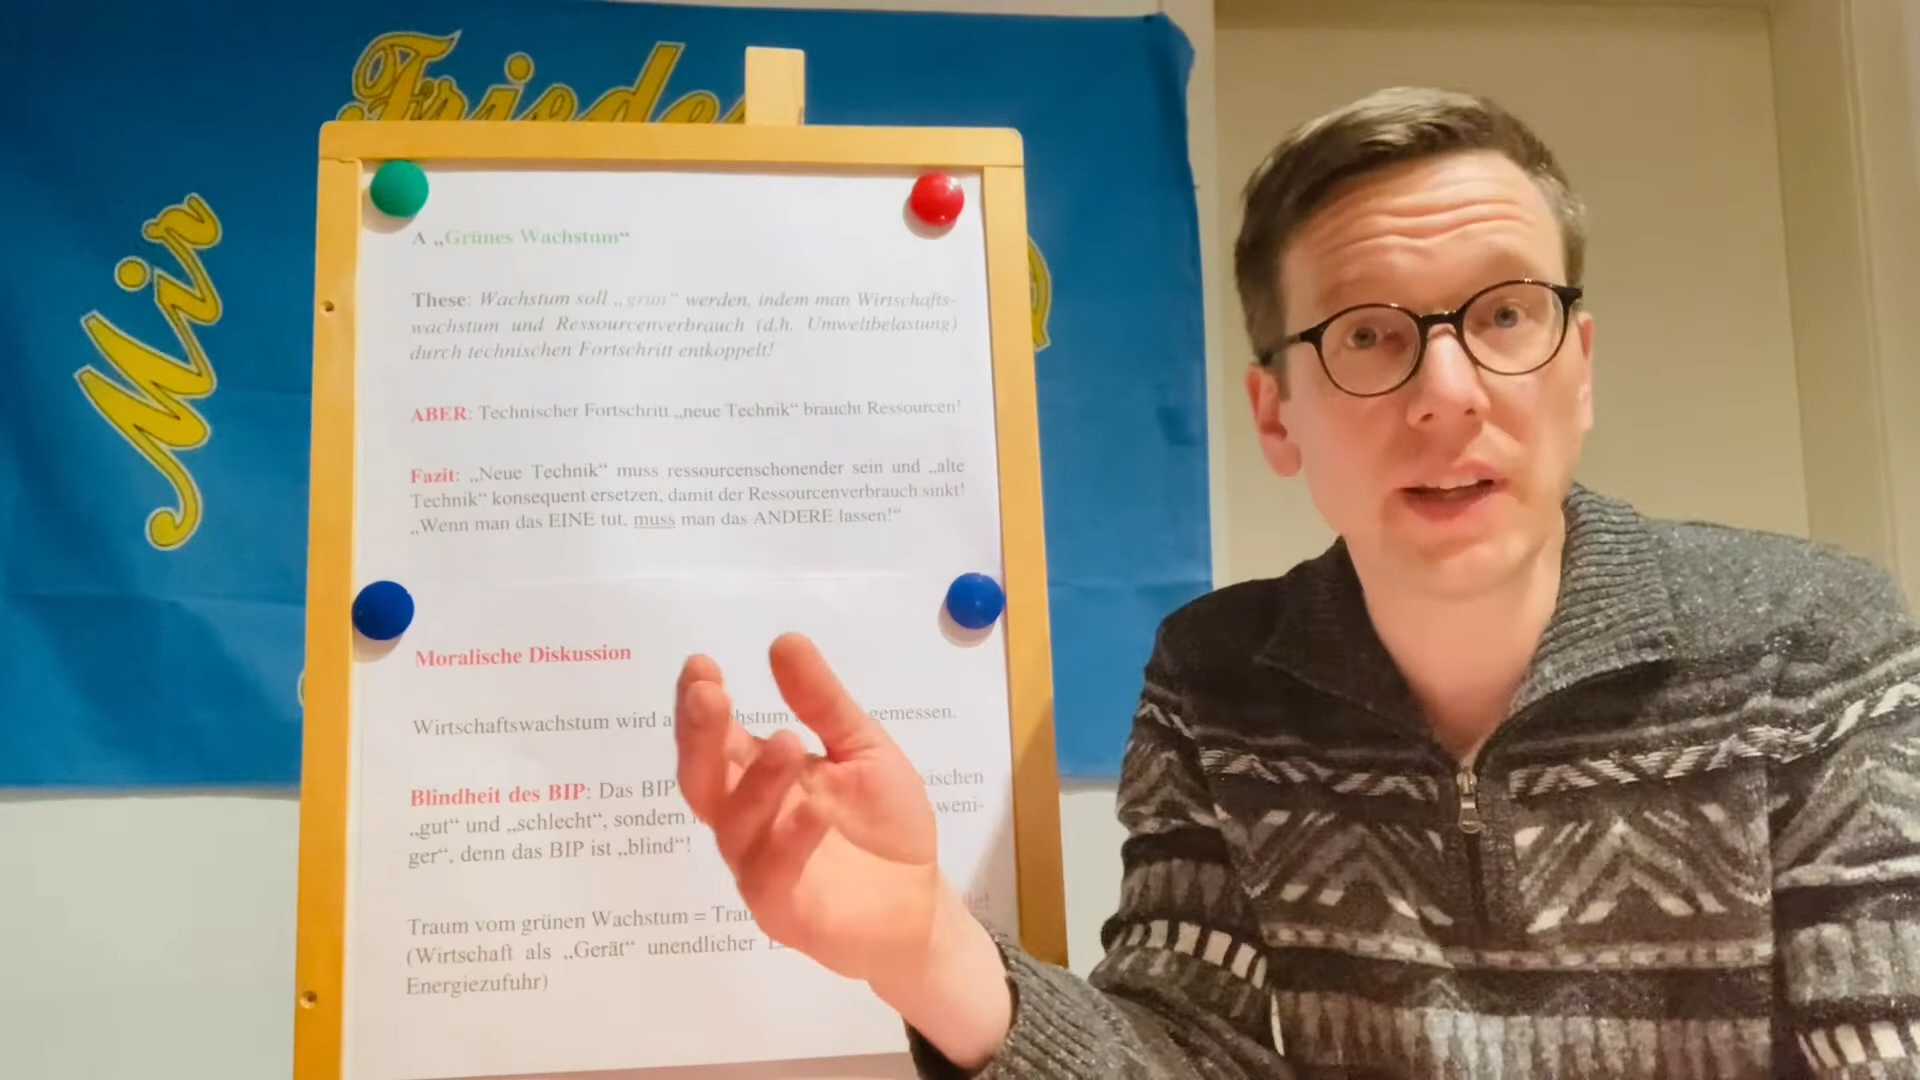 Friede
Mir
A „Grünes Wachstum“
These: Wachstum soll „grün“ werden, indem man Wirtschafts-
wachstum und Ressourcenverbrauch (d.h. Umweltbelastung)
durch technischen Fortschritt entkoppelt!
ABER: Technischer Fortschritt „neue Technik“ braucht Ressourcen!
Fazit: „Neue Technik“ muss ressourcenschonender sein und „alte
Technik“ konsequent ersetzen, damit der Ressourcenverbrauch sinkt!
„Wenn man das EINE tut, muss man das ANDERE lassen!“
Moralische Diskussion
Wirtschaftswachstum wird gemessen.
Blindheit des BIP: Das BIP
„gut“ und „schlecht“, sondern weni-
ger“, denn das BIP ist „blind“!
Traum vom grünen Wachstum =
(Wirtschaft als „Gerät“ unendlicher
Energiezufuhr)